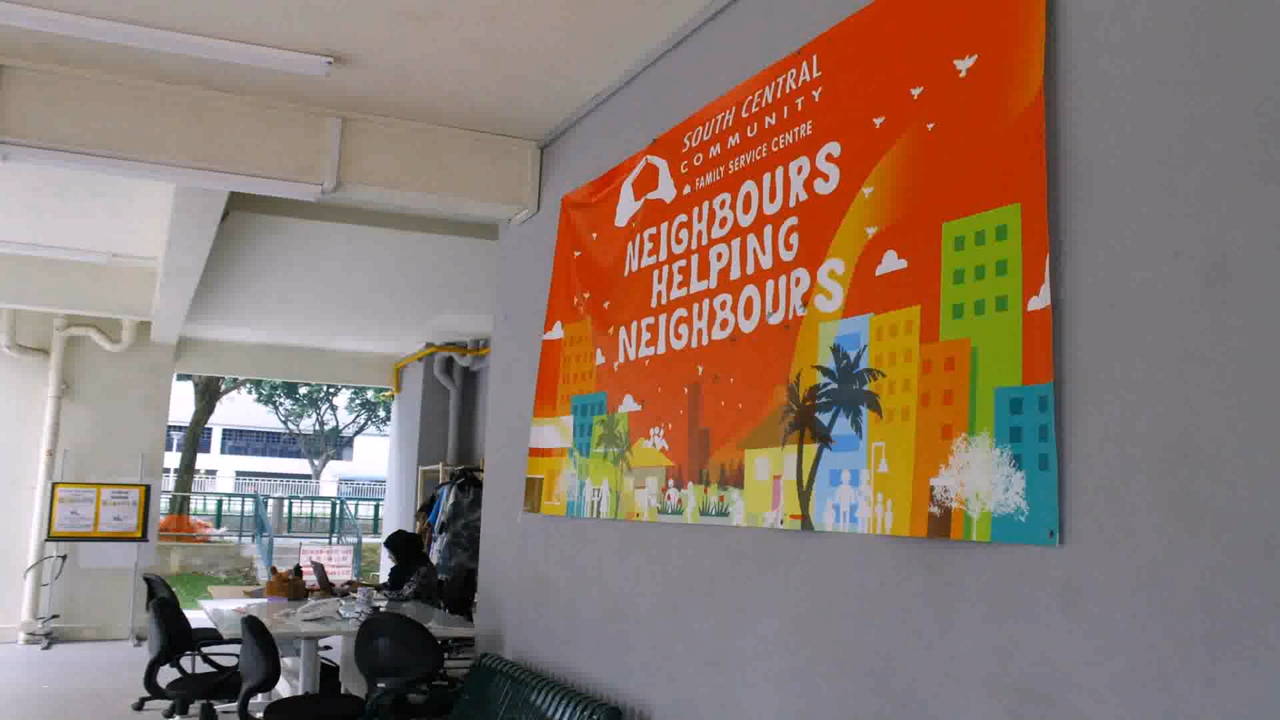 SOUTH CENTRAL
COMMUNITY
FAMILY SERVICE CENTRE
NEIGHBOURS
HELPING
NEIGHBOURS